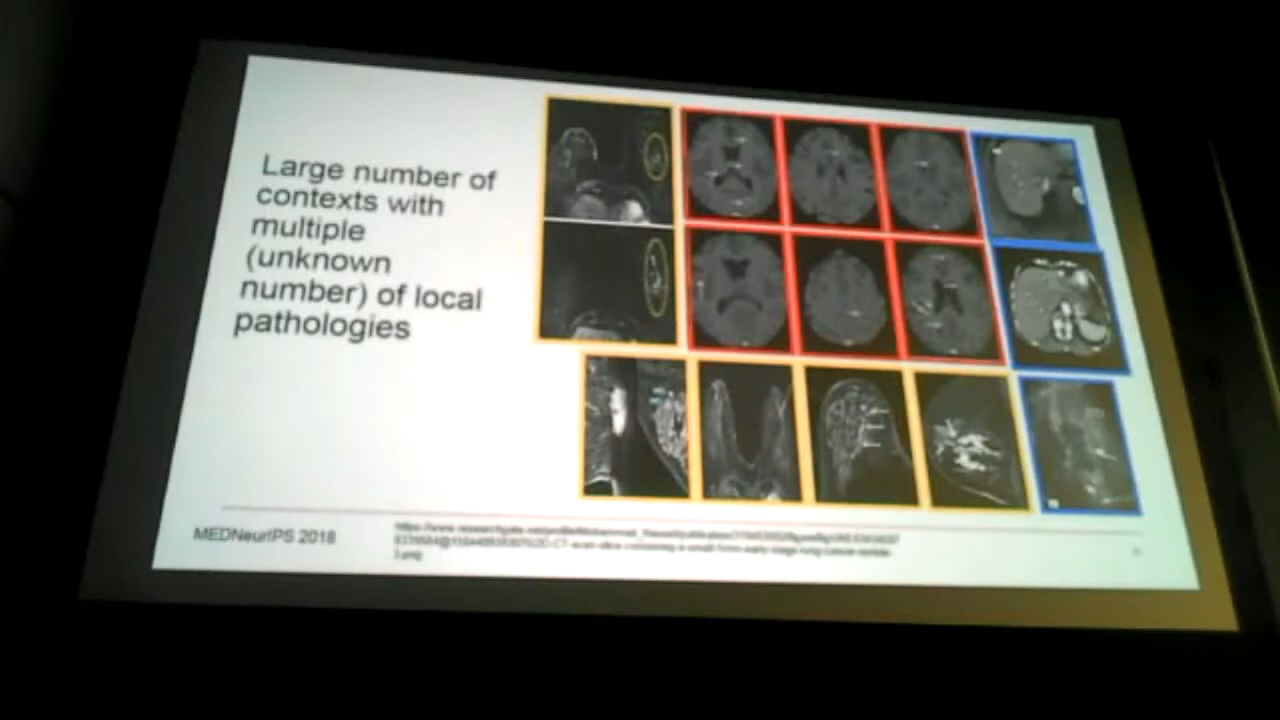 Large number of
contexts with
multiple
(unknown
number) of local
pathologies
MEDNeurIPS 2018